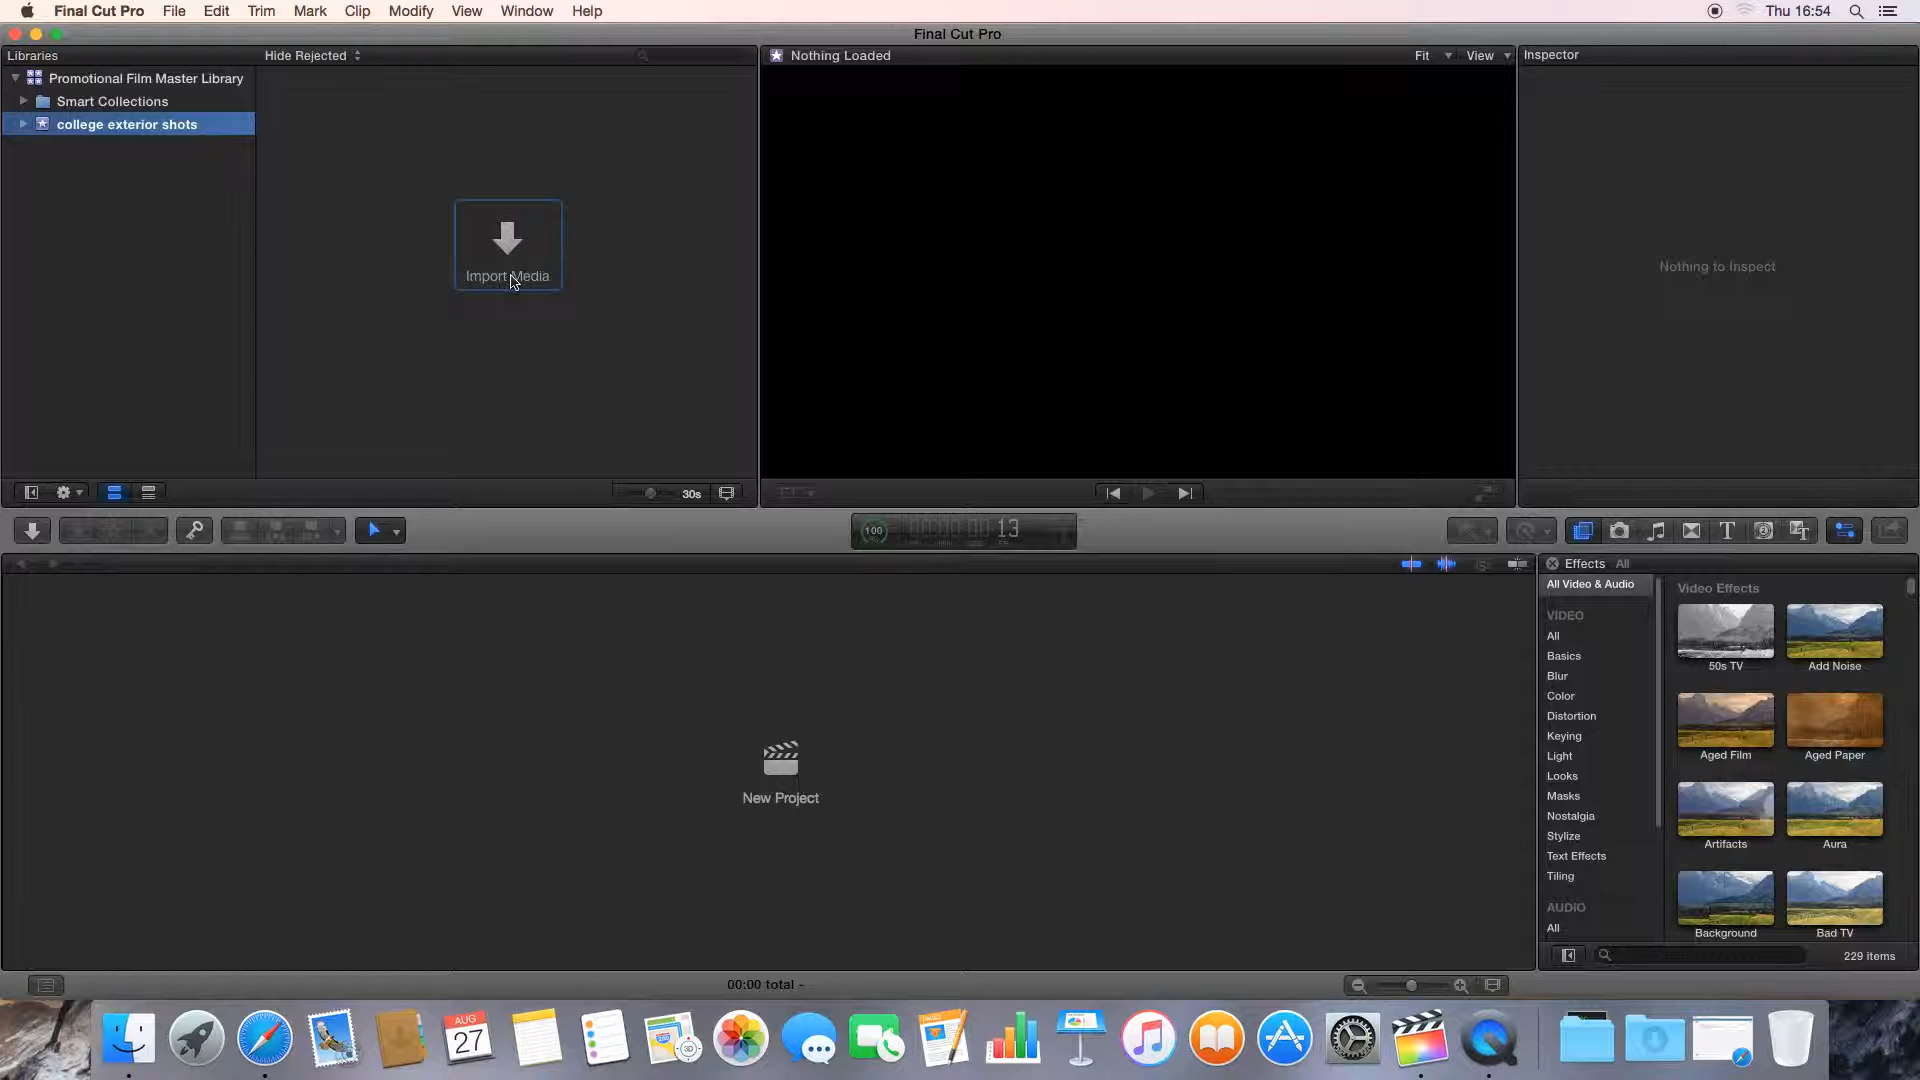 Final Cut Pro File Edit Trim Mark Clip Modify View Window Help Thu 16:54
Final Cut Pro
Libraries Hide Rejected Nothing Loaded Fit View Inspector
Promotional Film Master Library
Smart Collections
college exterior shots
Import Media
Nothing to Inspect
30s
100 13
Effects All
All Video & Audio
Video Effects
VIDEO
All
Basics
Blur
Color
Distortion
Keying
Light
Looks
Masks
Nostalgia
Stylize
Text Effects
Tiling
AUDIO
All
50s TV Add Noise
Aged Film Aged Paper
Artifacts Aura
Background Bad TV
229 items
New Project
00:00 total -
AUG
27
3D